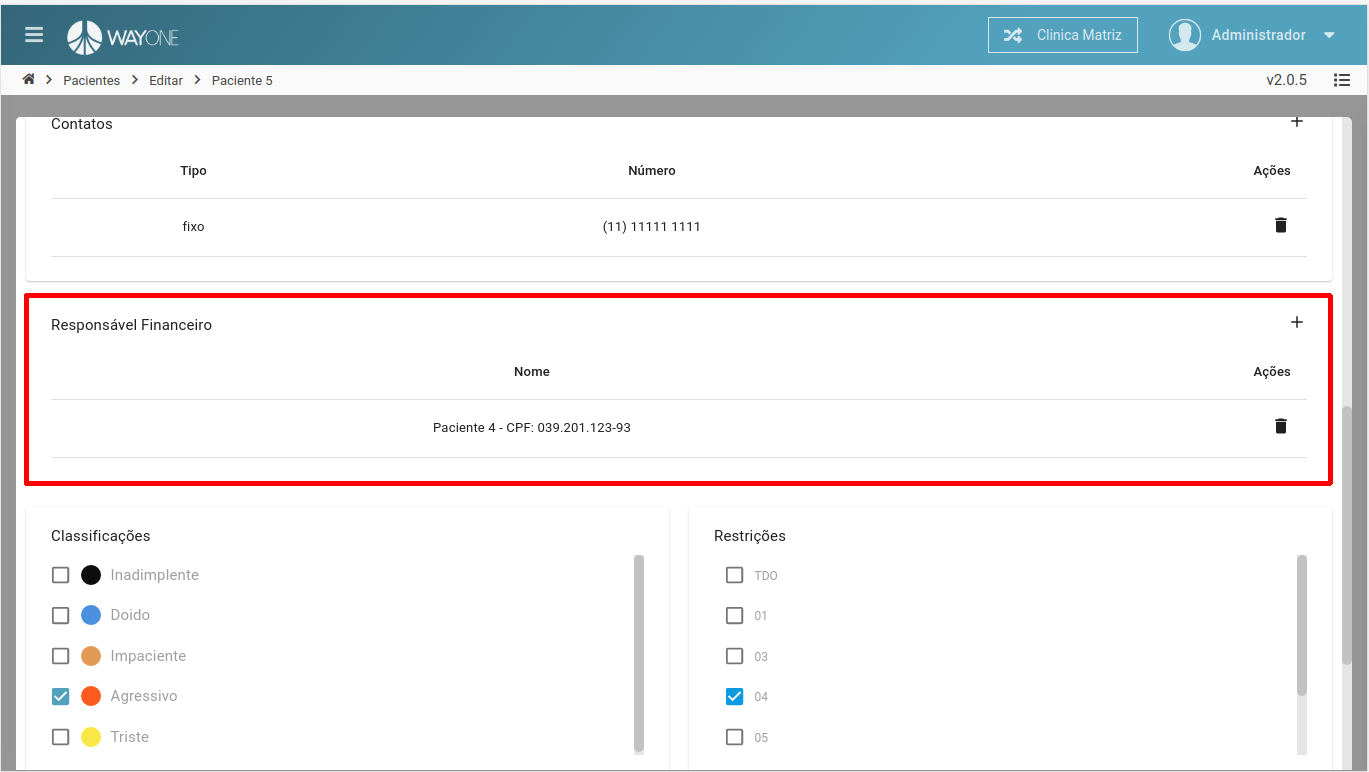 WAYONE
Clinica Matriz
Administrador
Pacientes
Editar
Paciente 5
v2.0.5
Contatos
Tipo
Número
Ações
fixo
(11) 11111 1111
Responsável Financeiro
Nome
Ações
Paciente 4 - CPF: 039.201.123-93
Classificações
Inadimplente
Doido
Impaciente
Agressivo
Triste
Restrições
TDO
01
03
04
05